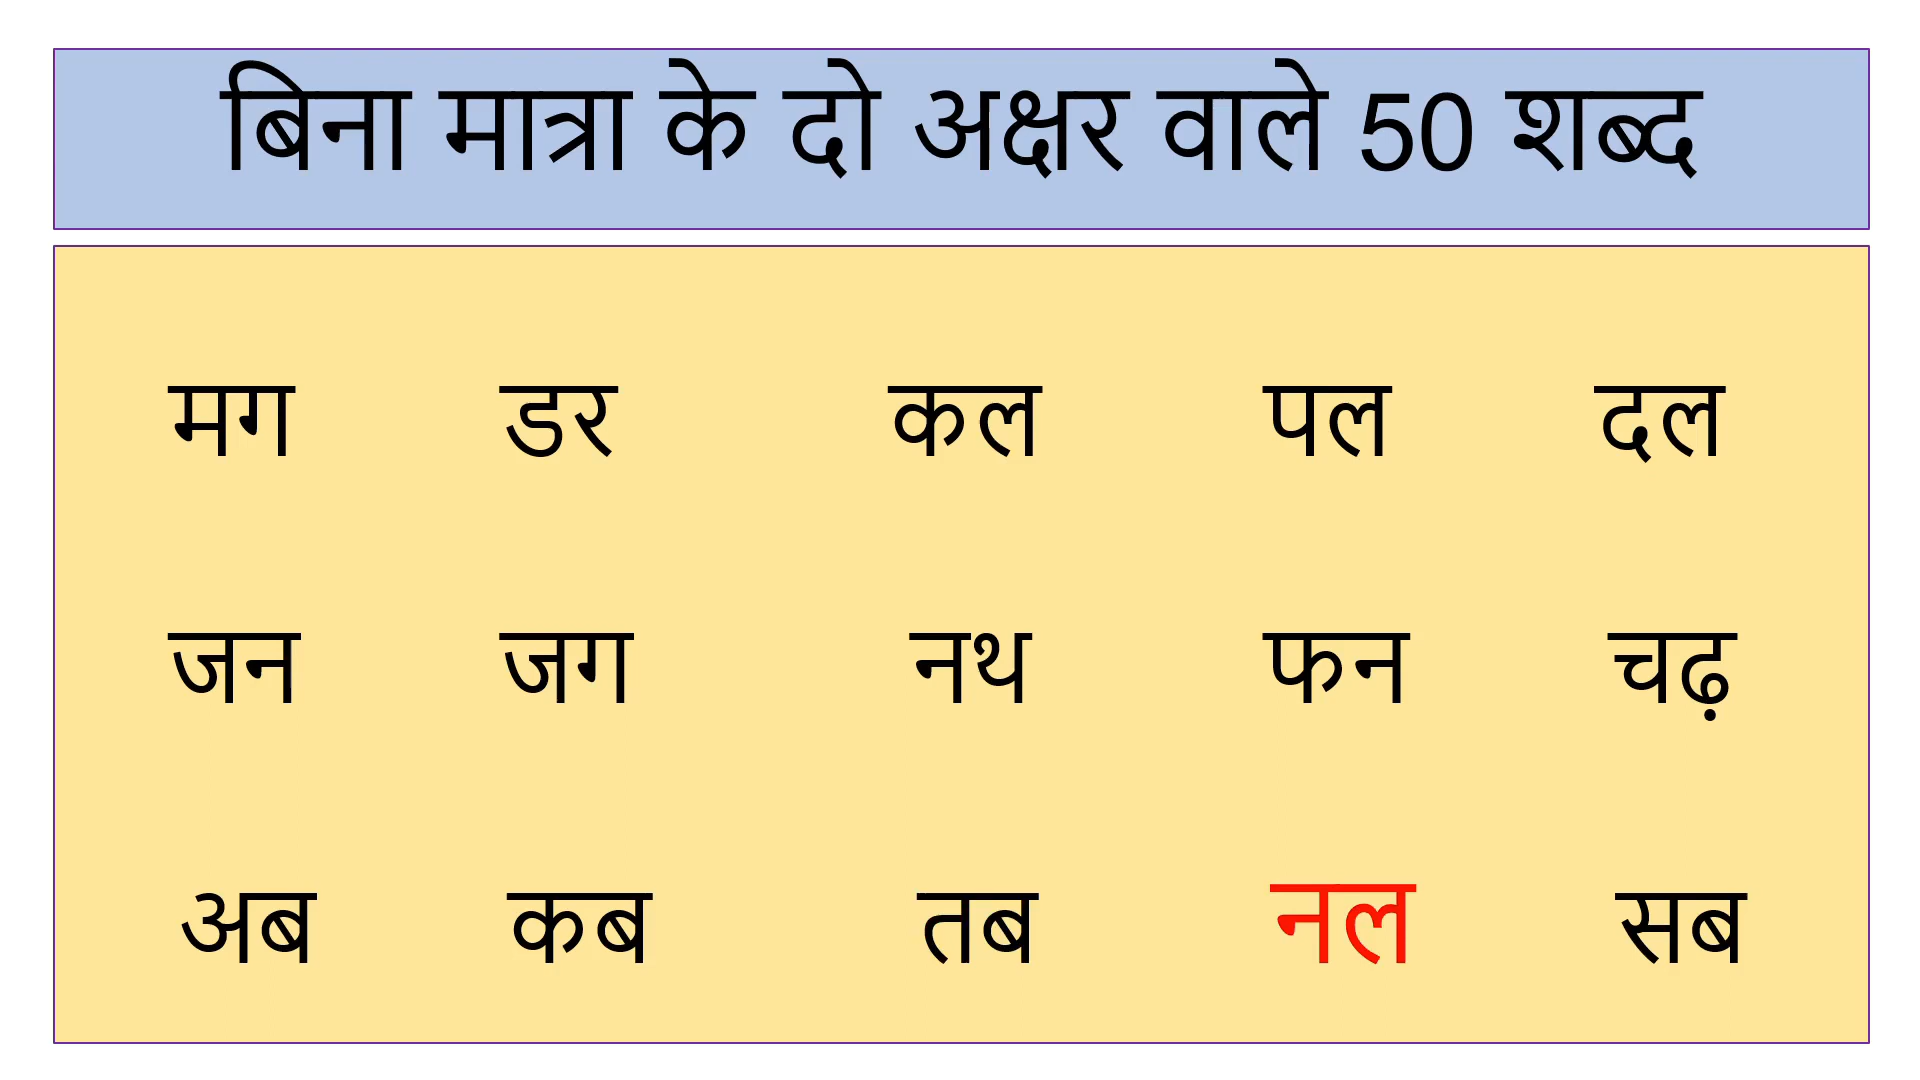 बिना मात्रा के दो अक्षर वाले 50 शब्द
मग डर कल पल दल
जन जग नथ फन चढ़
अब कब तब नल सब